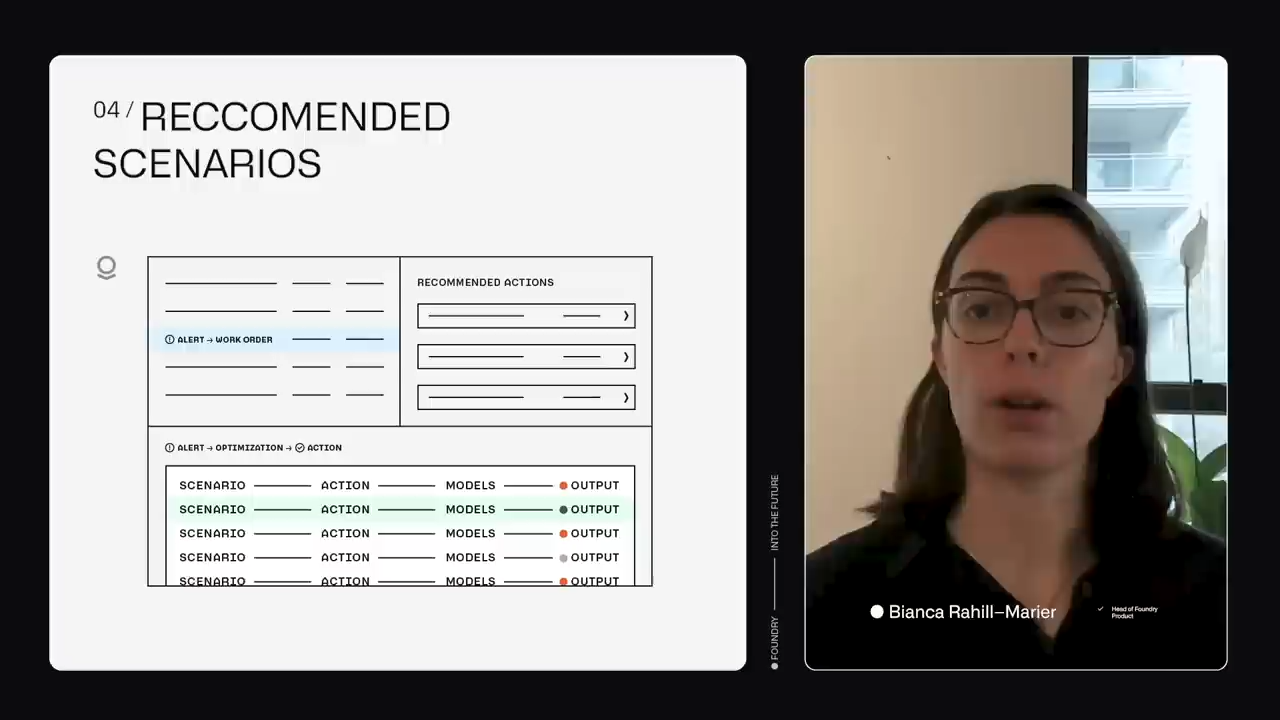 04 / RECCOMENDED
SCENARIOS
RECOMMENDED ACTIONS
ALERT → WORK ORDER
ALERT → OPTIMIZATION → ACTION
SCENARIO ACTION MODELS OUTPUT
SCENARIO ACTION MODELS OUTPUT
SCENARIO ACTION MODELS OUTPUT
SCENARIO ACTION MODELS OUTPUT
SCENARIO ACTION MODELS OUTPUT
FOUNDRY INTO THE FUTURE
Bianca Rahill–Marier
Head of Foundry
Product